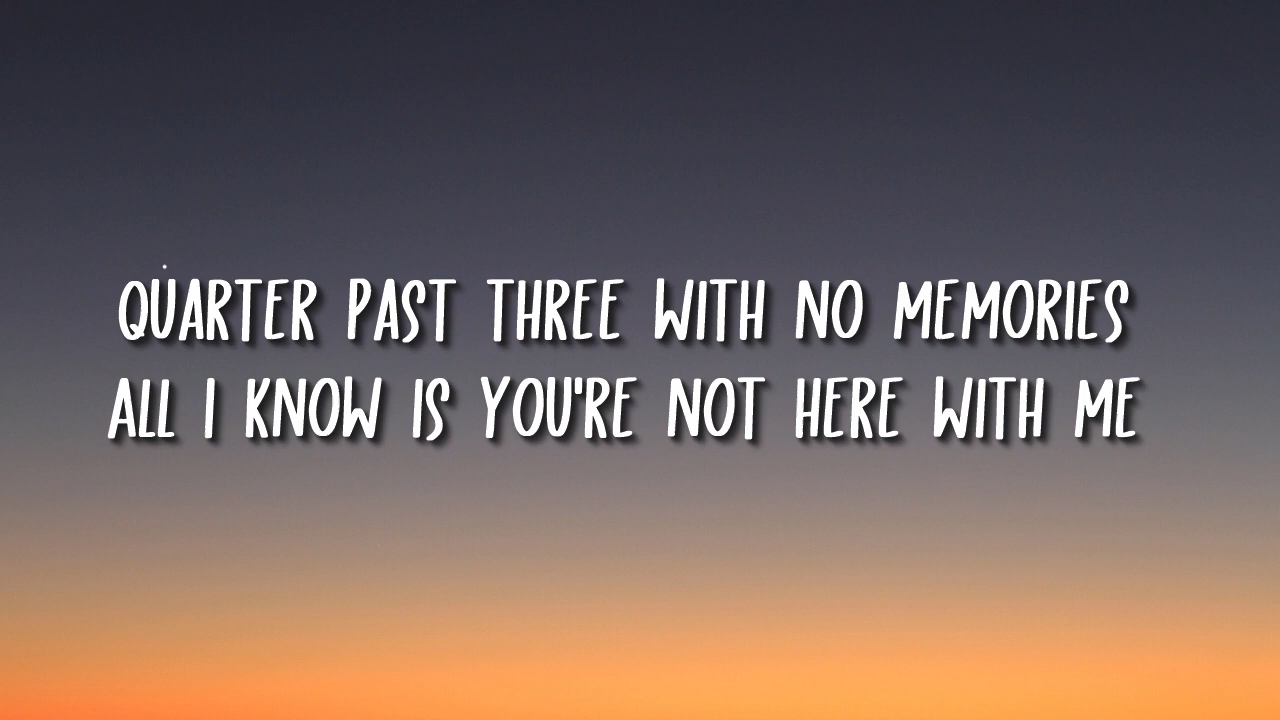 QUARTER PAST THREE WITH NO MEMORIES
ALL I KNOW IS YOU'RE NOT HERE WITH ME